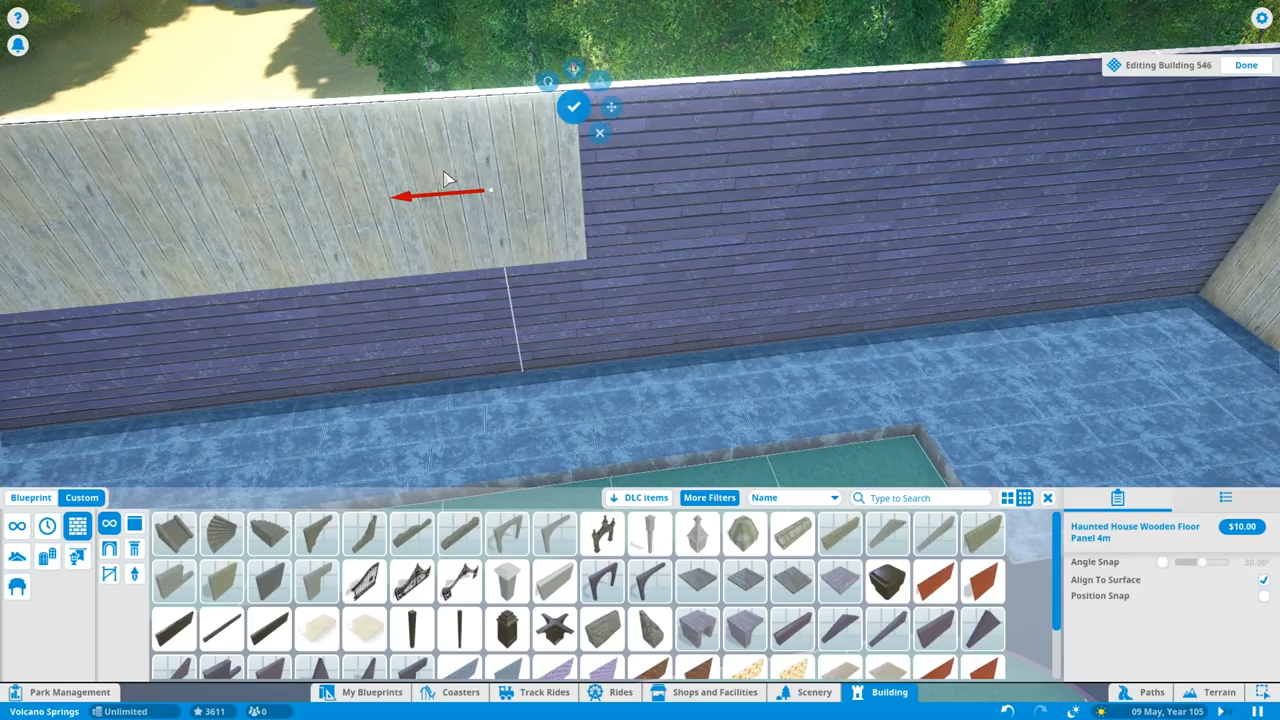 ?
Editing Building 546 Done
Blueprint Custom
DLC items More Filters Name Type to Search
Haunted House Wooden Floor Panel 4m $10.00
Angle Snap 30.00°
Align To Surface
Position Snap
Park Management My Blueprints Coasters Track Rides Rides Shops and Facilities Scenery Building Paths Terrain
Volcano Springs Unlimited 3611 0 09 May, Year 105